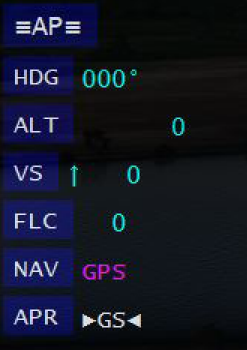 ≡AP≡
HDG 000°
ALT 0
VS ↑ 0
FLC 0
NAV GPS
APR ▶GS◀